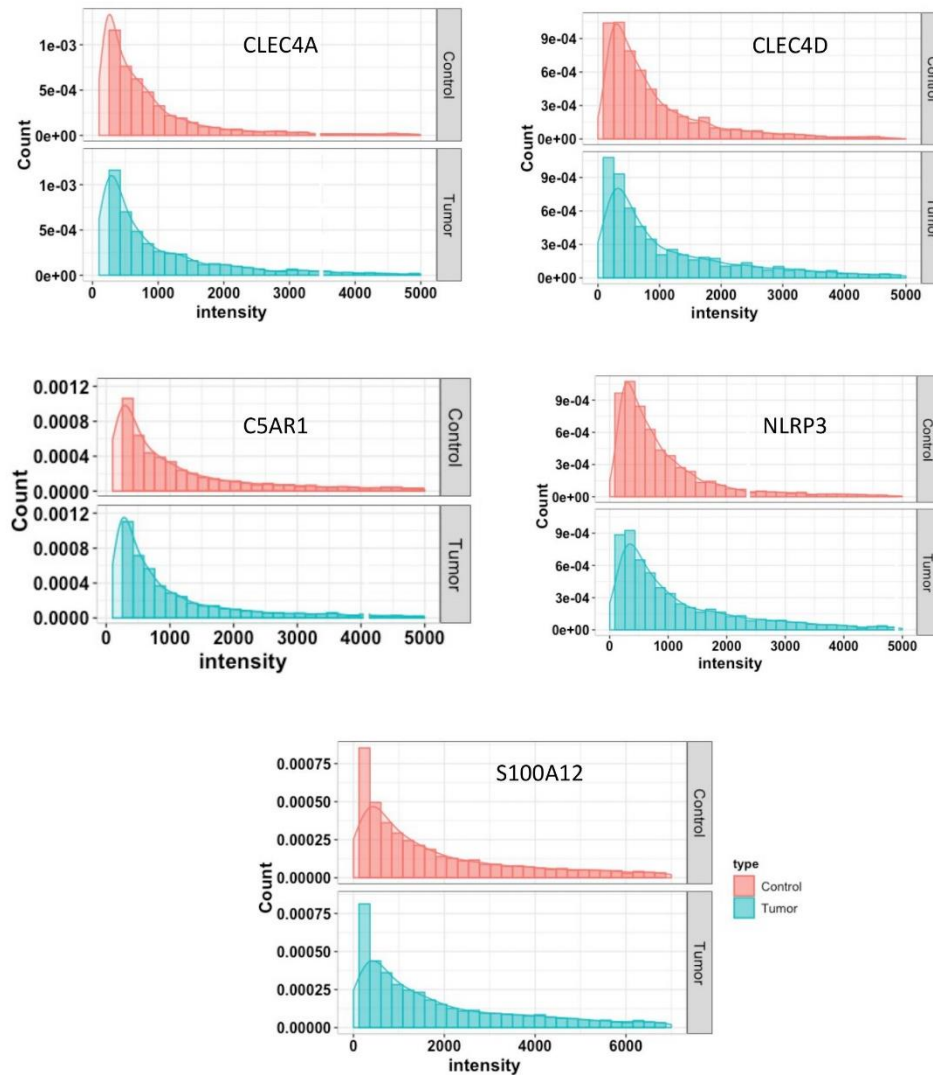 CLEC4A
1e-03
5e-04
0e+00
Control
Count
1e-03
5e-04
0e+00
Tumor
0 1000 2000 3000 4000 5000
intensity
CLEC4D
9e-04
6e-04
3e-04
0e+00
Control
Count
9e-04
6e-04
3e-04
0e+00
Tumor
0 1000 2000 3000 4000 5000
intensity
C5AR1
0.0012
0.0008
0.0004
0.0000
Control
Count
0.0012
0.0008
0.0004
0.0000
Tumor
0 1000 2000 3000 4000 5000
intensity
NLRP3
9e-04
6e-04
3e-04
0e+00
Control
Count
9e-04
6e-04
3e-04
0e+00
Tumor
0 1000 2000 3000 4000 5000
intensity
S100A12
0.00075
0.00050
0.00025
0.00000
Control
Count
0.00075
0.00050
0.00025
0.00000
Tumor
0 2000 4000 6000
intensity
type
Control
Tumor